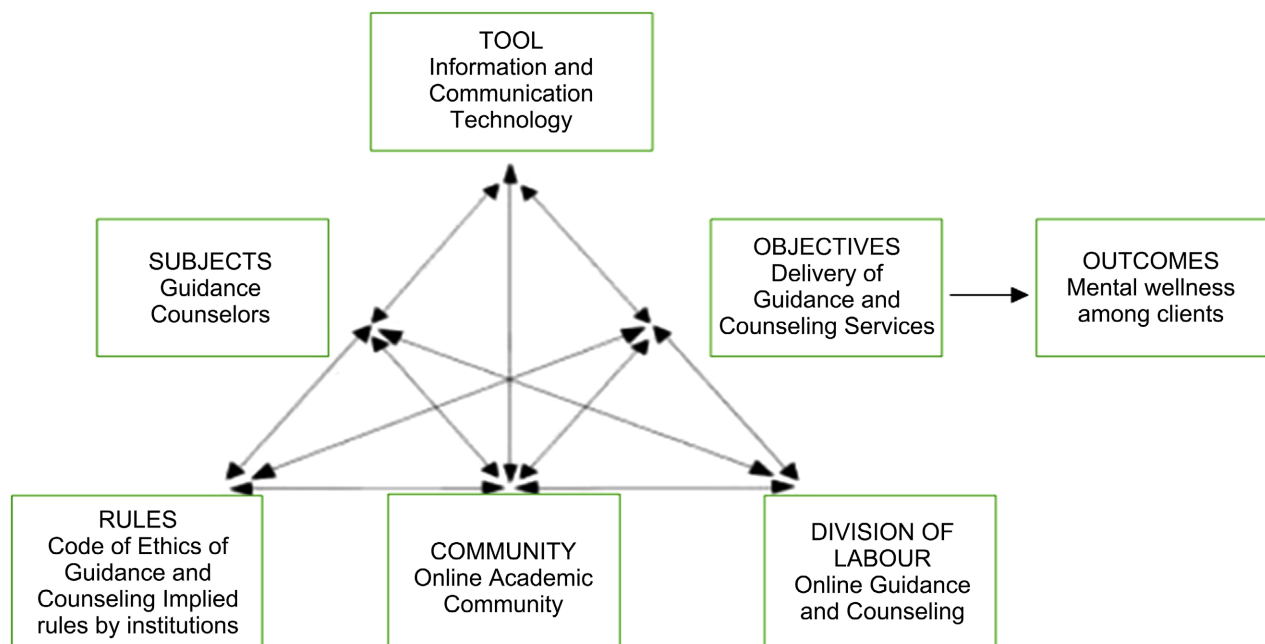 TOOL
Information and
Communication
Technology
SUBJECTS
Guidance
Counselors
OBJECTIVES
Delivery of
Guidance and
Counseling Services
OUTCOMES
Mental wellness
among clients
RULES
Code of Ethics of
Guidance and
Counseling Implied
rules by institutions
COMMUNITY
Online Academic
Community
DIVISION OF
LABOUR
Online Guidance
and Counseling